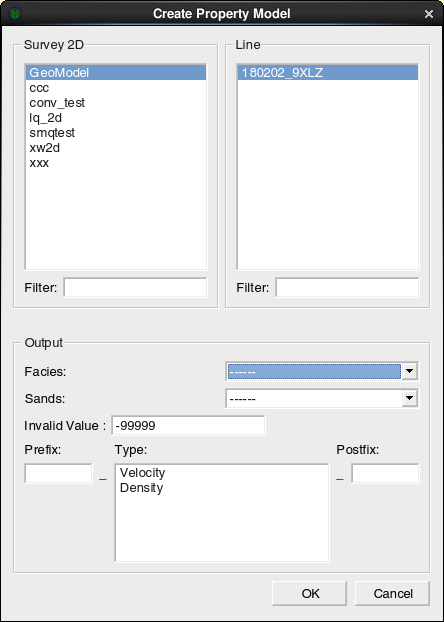 Create Property Model
Survey 2D
GeoModel
ccc
conv_test
lq_2d
smqtest
xw2d
xxx
Filter:
Line
180202_9XLZ
Filter:
Output
Facies:
------
Sands:
------
Invalid Value :
-99999
Prefix:
Type:
Postfix:
_
Velocity
Density
_
OK
Cancel